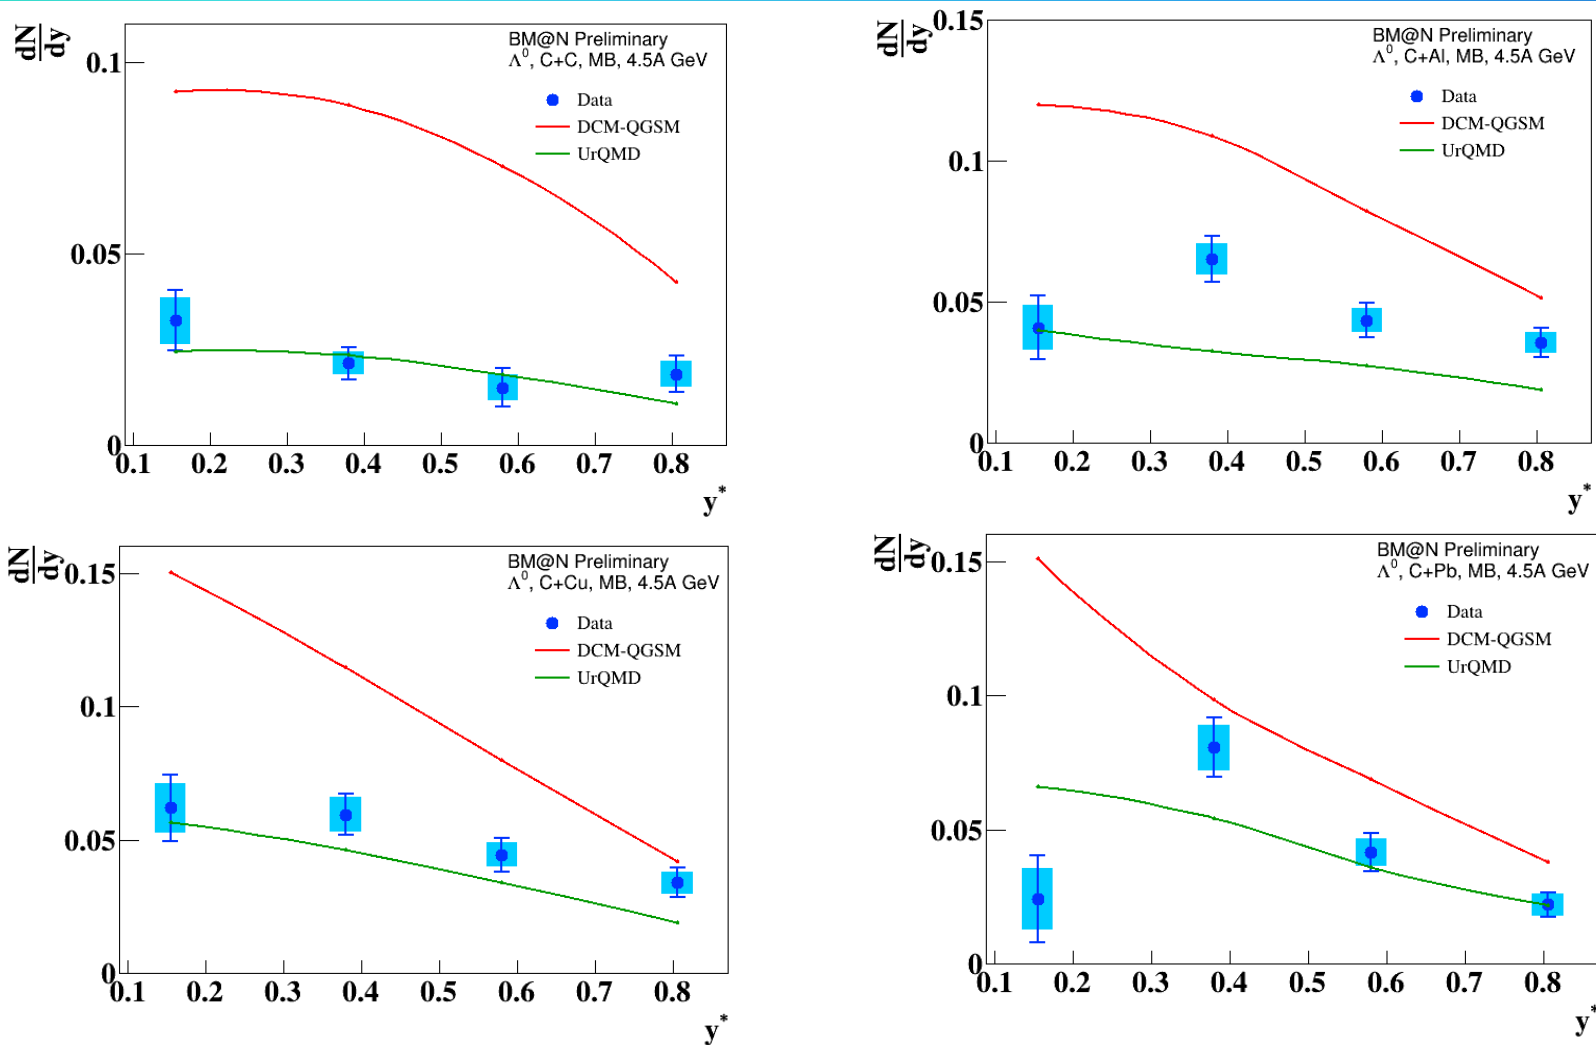 dN
dy
BM@N Preliminary
Λ⁰, C+C, MB, 4.5A GeV
Data
DCM-QGSM
UrQMD
0.1
0.05
0
0.1 0.2 0.3 0.4 0.5 0.6 0.7 0.8
y*
dN
dy
BM@N Preliminary
Λ⁰, C+Al, MB, 4.5A GeV
Data
DCM-QGSM
UrQMD
0.15
0.1
0.05
0
0.1 0.2 0.3 0.4 0.5 0.6 0.7 0.8
y*
dN
dy
BM@N Preliminary
Λ⁰, C+Cu, MB, 4.5A GeV
Data
DCM-QGSM
UrQMD
0.15
0.1
0.05
0
0.1 0.2 0.3 0.4 0.5 0.6 0.7 0.8
y*
dN
dy
BM@N Preliminary
Λ⁰, C+Pb, MB, 4.5A GeV
Data
DCM-QGSM
UrQMD
0.15
0.1
0.05
0
0.1 0.2 0.3 0.4 0.5 0.6 0.7 0.8
y*